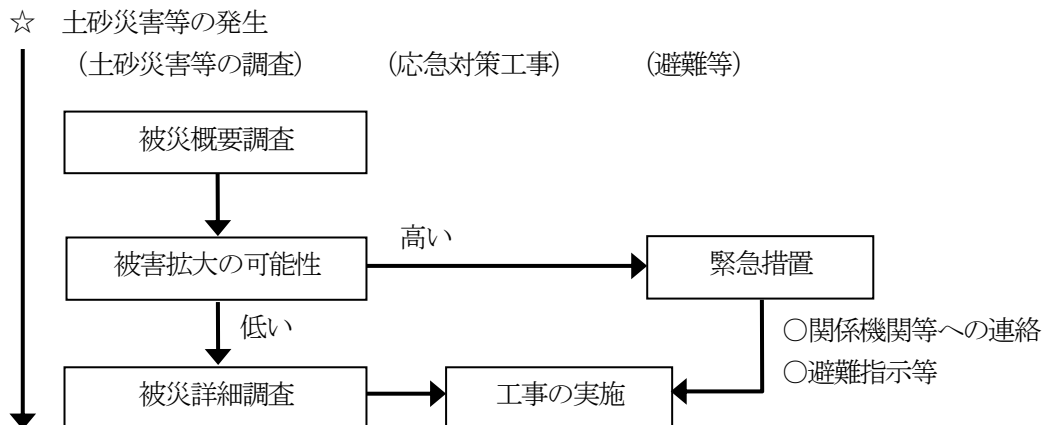 ☆ 土砂災害等の発生
(土砂災害等の調査) (応急対策工事) (避難等)
被災概要調査
高い
被害拡大の可能性
緊急措置
低い
○関係機関等への連絡
○避難指示等
被災詳細調査
工事の実施